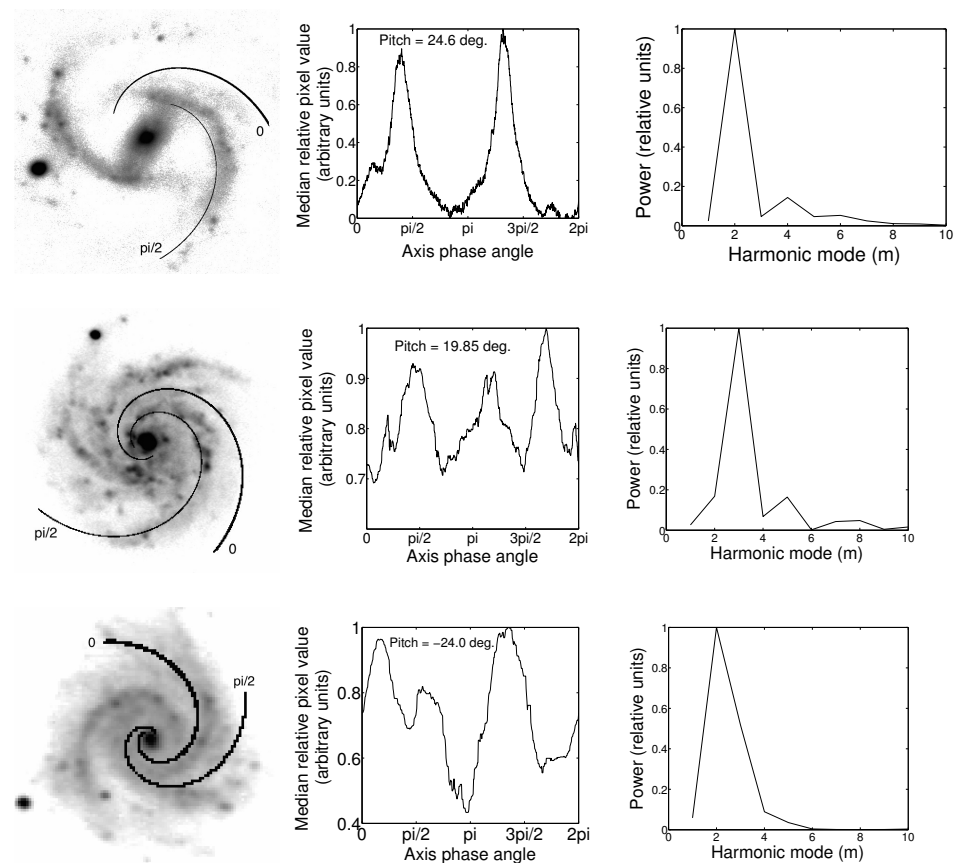 0
pi/2
Median relative pixel value
(arbitrary units)
Pitch = 24.6 deg.
1
0.8
0.6
0.4
0.2
0
pi/2
pi
3pi/2
2pi
Axis phase angle
Power (relative units)
1
0.8
0.6
0.4
0.2
0
0
2
4
6
8
10
Harmonic mode (m)
pi/2
0
Median relative pixel value
(arbitrary units)
Pitch = 19.85 deg.
1
0.9
0.8
0.7
0
pi/2
pi
3pi/2
2pi
Axis phase angle
Power (relative units)
1
0.8
0.6
0.4
0.2
0
0
2
4
6
8
10
Harmonic mode (m)
0
pi/2
Median relative pixel value
(arbitrary units)
Pitch = −24.0 deg.
1
0.8
0.6
0.4
0
pi/2
pi
3pi/2
2pi
Axis phase angle
Power (relative units)
1
0.8
0.6
0.4
0.2
0
0
2
4
6
8
10
Harmonic mode (m)